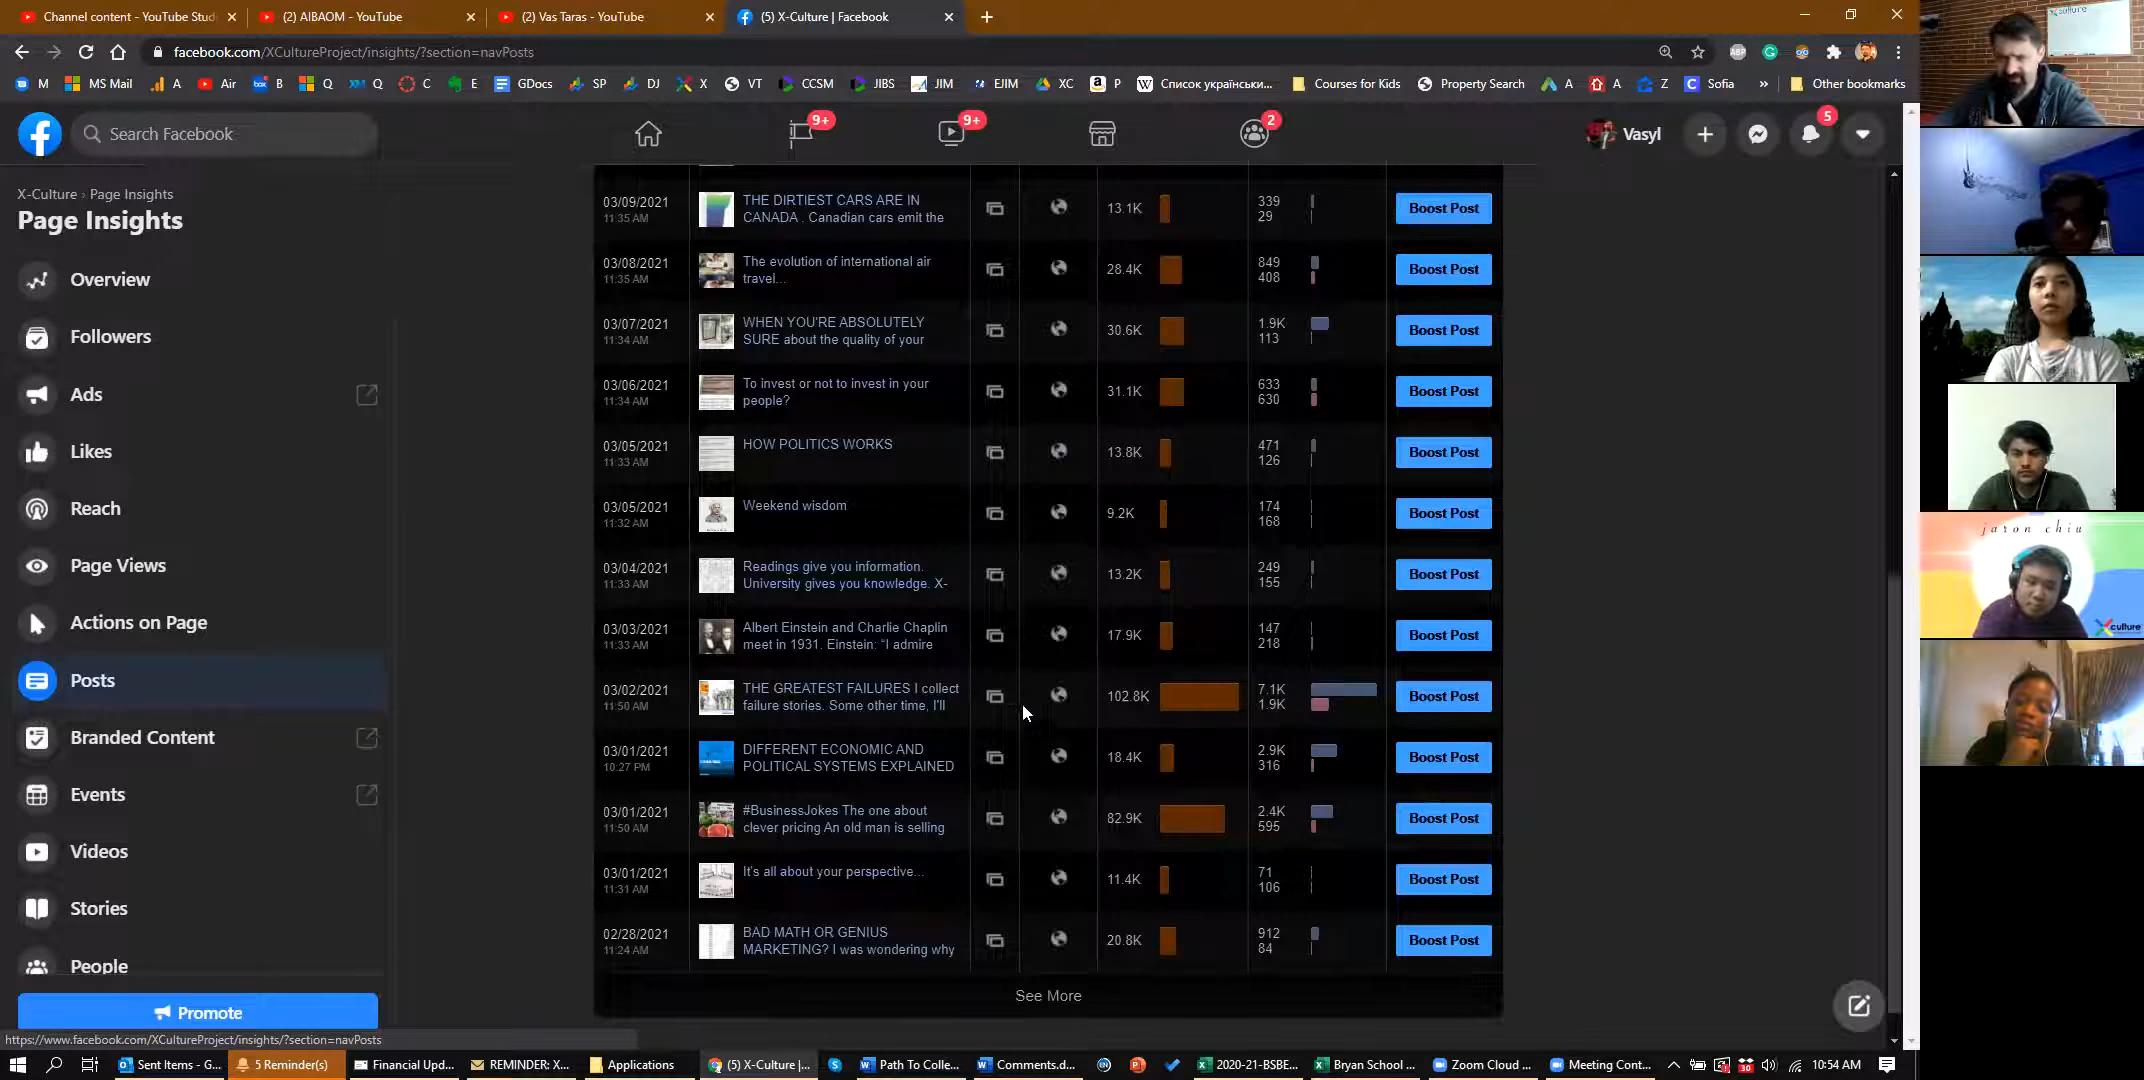 Channel content - YouTube Stud
(2) AIBAOM - YouTube
(2) Vas Taras - YouTube
(5) X-Culture | Facebook
facebook.com/XCultureProject/insights/?section=navPosts
ABP
M
MS Mail
A
Air
B
Q
Q
C
E
GDocs
SP
DJ
X
VT
CCSM
JIBS
JIM
EJIM
XC
P
Список українськи...
Courses for Kids
Property Search
A
A
Z
Sofia
»
Other bookmarks
Search Facebook
9+
9+
2
Vasyl
5
X-Culture › Page Insights
Page Insights
Overview
Followers
Ads
Likes
Reach
Page Views
Actions on Page
Posts
Branded Content
Events
Videos
Stories
People
Promote
https://www.facebook.com/XCultureProject/insights/?section=navPosts
03/09/2021
11:35 AM
THE DIRTIEST CARS ARE IN
CANADA . Canadian cars emit the
13.1K
339
29
Boost Post
03/08/2021
11:35 AM
The evolution of international air
travel...
28.4K
849
408
Boost Post
03/07/2021
11:34 AM
WHEN YOU'RE ABSOLUTELY
SURE about the quality of your
30.6K
1.9K
113
Boost Post
03/06/2021
11:34 AM
To invest or not to invest in your
people?
31.1K
633
630
Boost Post
03/05/2021
11:33 AM
HOW POLITICS WORKS
13.8K
471
126
Boost Post
03/05/2021
11:32 AM
Weekend wisdom
9.2K
174
168
Boost Post
03/04/2021
11:33 AM
Readings give you information.
University gives you knowledge. X-
13.2K
249
155
Boost Post
03/03/2021
11:33 AM
Albert Einstein and Charlie Chaplin
meet in 1931. Einstein: "I admire
17.9K
147
218
Boost Post
03/02/2021
11:50 AM
THE GREATEST FAILURES I collect
failure stories. Some other time, I'll
102.8K
7.1K
1.9K
Boost Post
03/01/2021
10:27 PM
DIFFERENT ECONOMIC AND
POLITICAL SYSTEMS EXPLAINED
18.4K
2.9K
316
Boost Post
03/01/2021
11:50 AM
#BusinessJokes The one about
clever pricing An old man is selling
82.9K
2.4K
595
Boost Post
03/01/2021
11:31 AM
It's all about your perspective...
11.4K
71
106
Boost Post
02/28/2021
11:24 AM
BAD MATH OR GENIUS
MARKETING? I was wondering why
20.8K
912
84
Boost Post
See More
culture
jaron chiu
culture
Sent Items - G...
5 Reminder(s)
Financial Upd...
REMINDER: X...
Applications
(5) X-Culture |...
Path To Colle...
Comments.d...
2020-21-BSBE...
Bryan School ...
Zoom Cloud ...
Meeting Cont...
30
10:54 AM